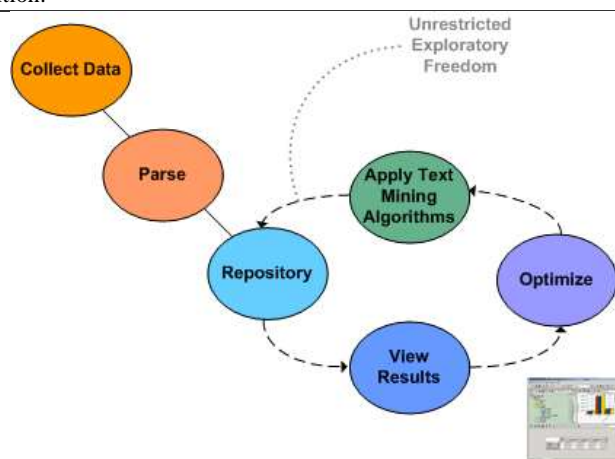 Unrestricted
Exploratory
Freedom
Collect Data
Parse
Apply Text
Mining
Algorithms
Repository
Optimize
View
Results